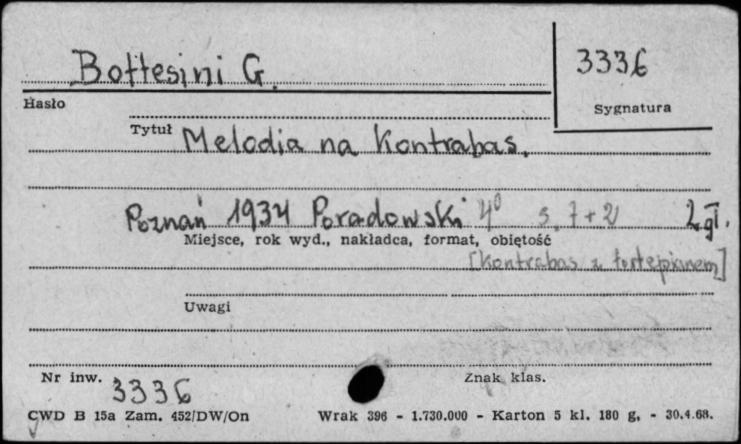 Bottesini G.
3336
Hasło
Sygnatura
Tytuł Melodia na Kontrabas.
Poznań 1934 Poradowski 4° s. 7+2 2 gł.
Miejsce, rok wyd., nakładca, format, objętość
[Kontrabas z fortepianem]
Uwagi
Nr inw. 3336
Znak klas.
CWD B 15a Zam. 452/DW/On Wrak 396 - 1.730.000 - Karton 5 kl. 180 g. - 30.4.68.